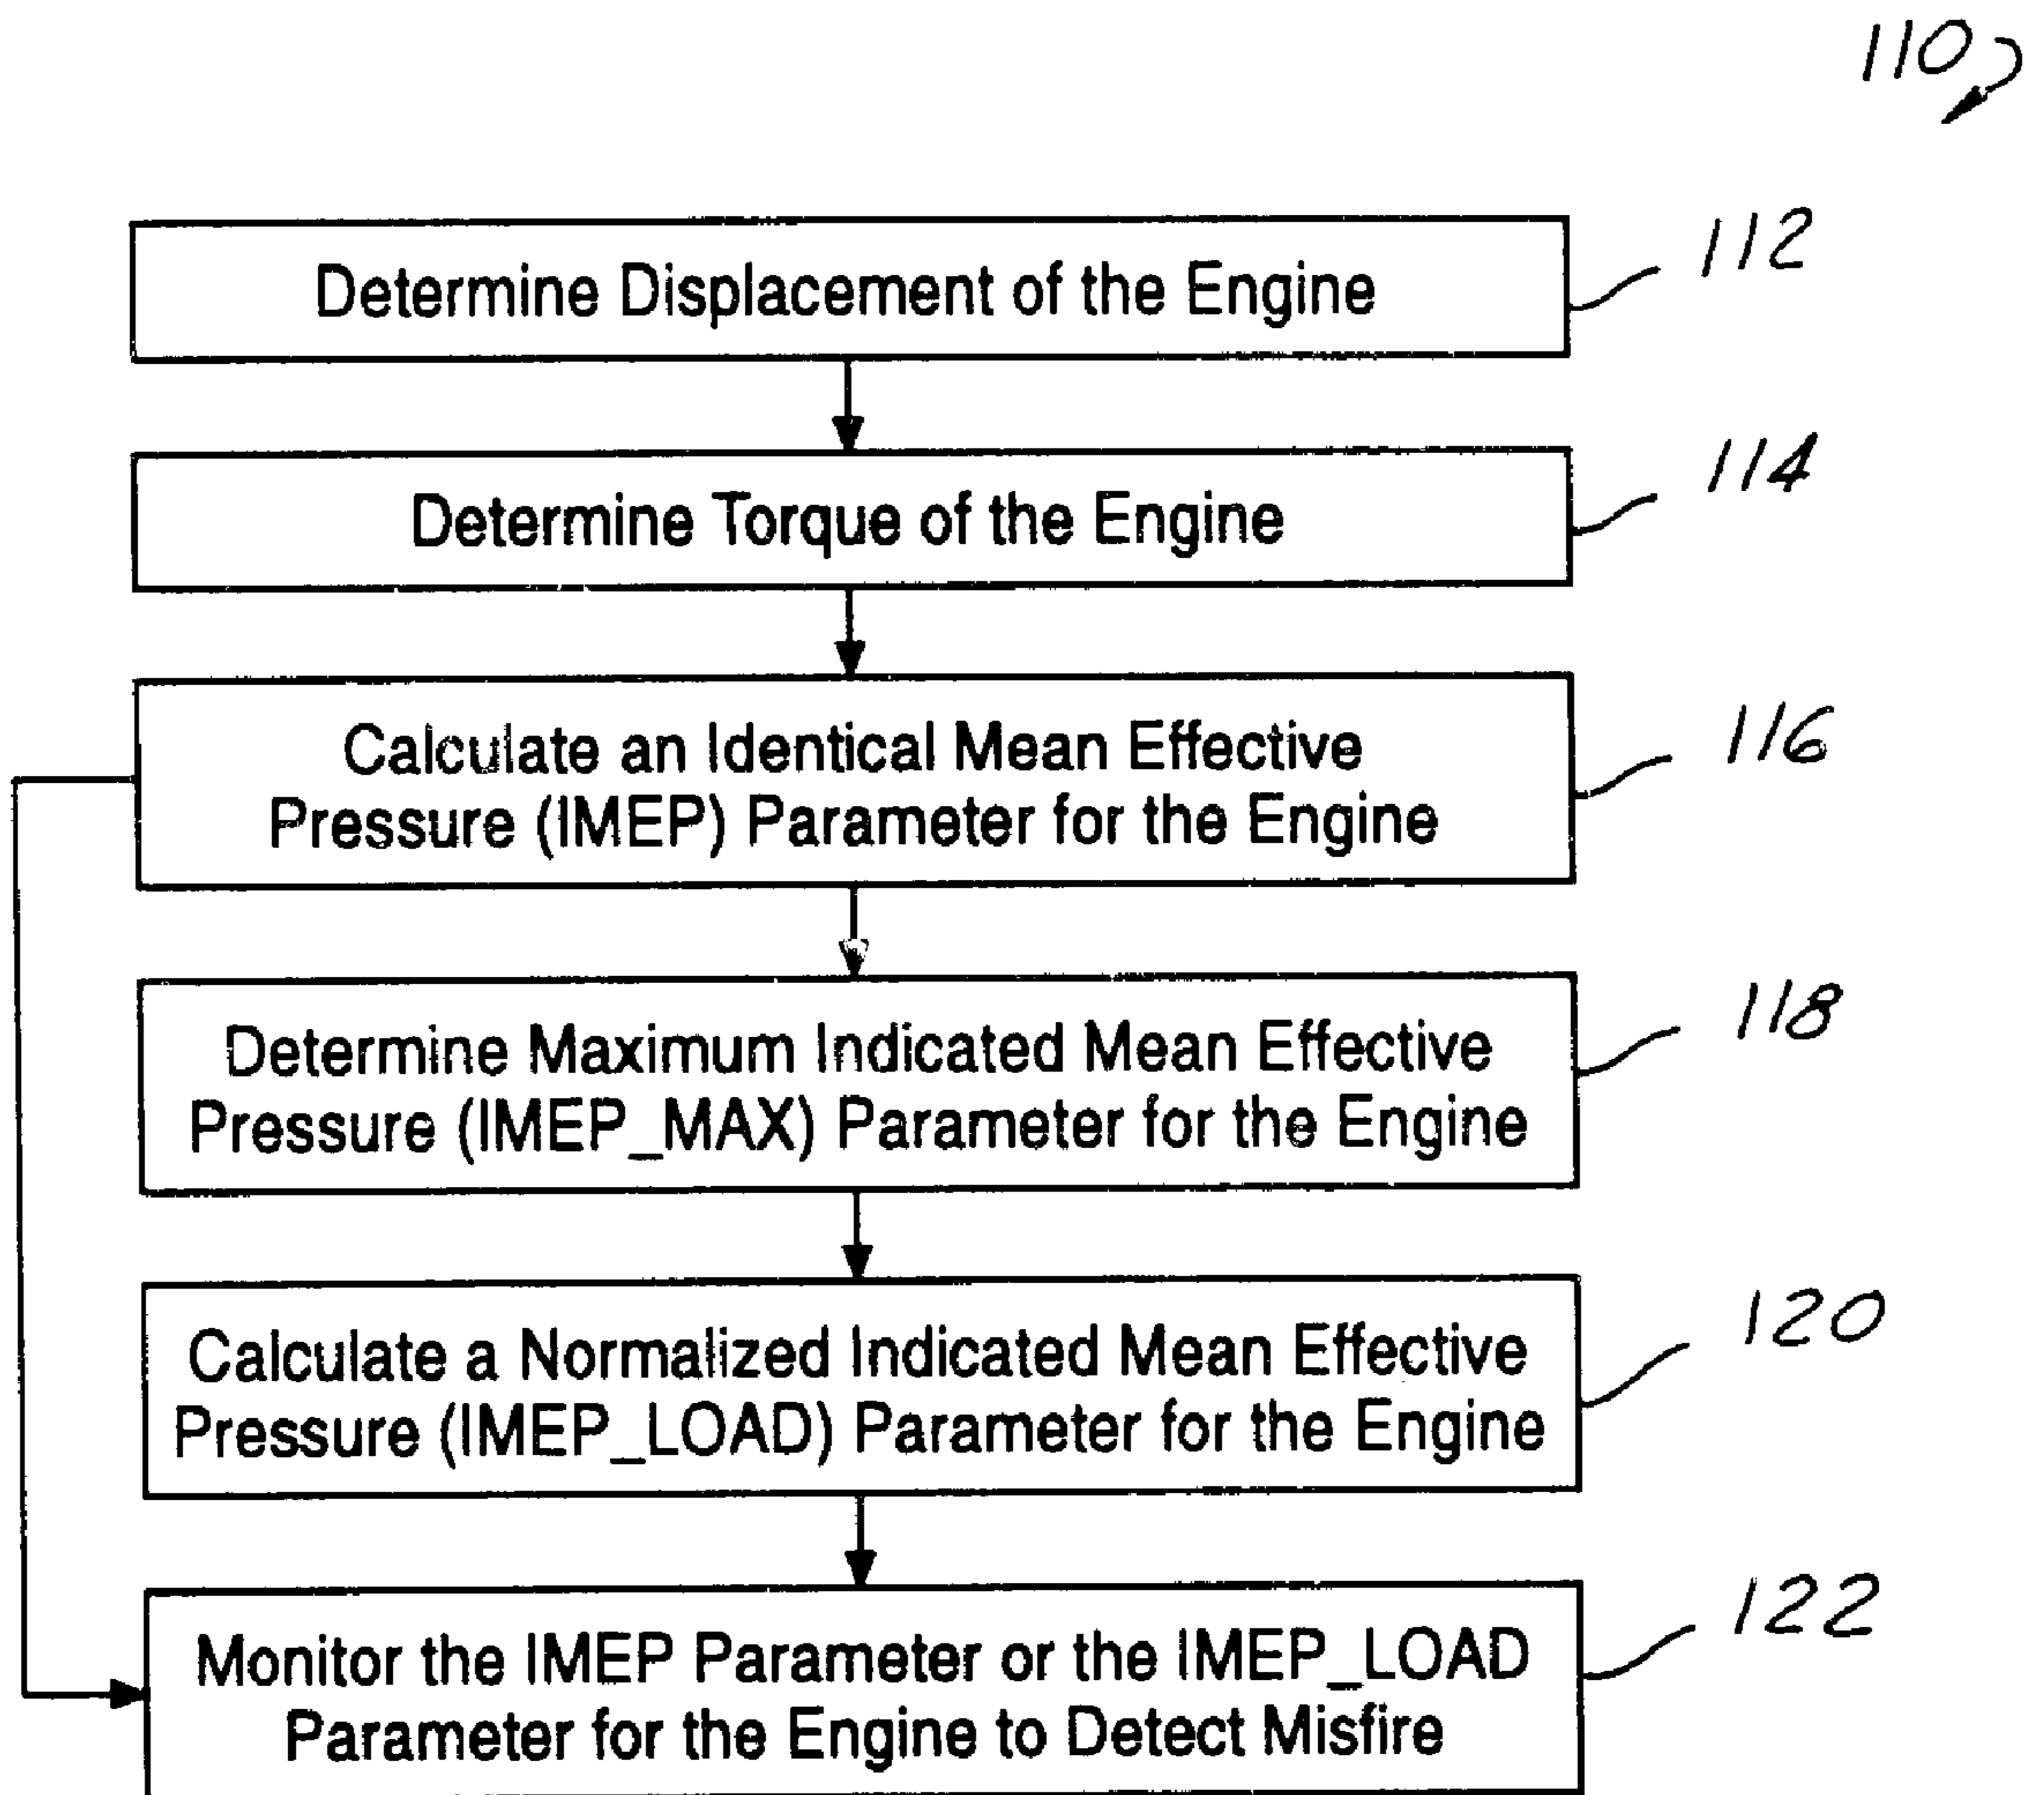 110
Determine Displacement of the Engine
112
Determine Torque of the Engine
114
Calculate an Identical Mean Effective
Pressure (IMEP) Parameter for the Engine
116
Determine Maximum Indicated Mean Effective
Pressure (IMEP_MAX) Parameter for the Engine
118
Calculate a Normalized Indicated Mean Effective
Pressure (IMEP_LOAD) Parameter for the Engine
120
Monitor the IMEP Parameter or the IMEP_LOAD
Parameter for the Engine to Detect Misfire
122